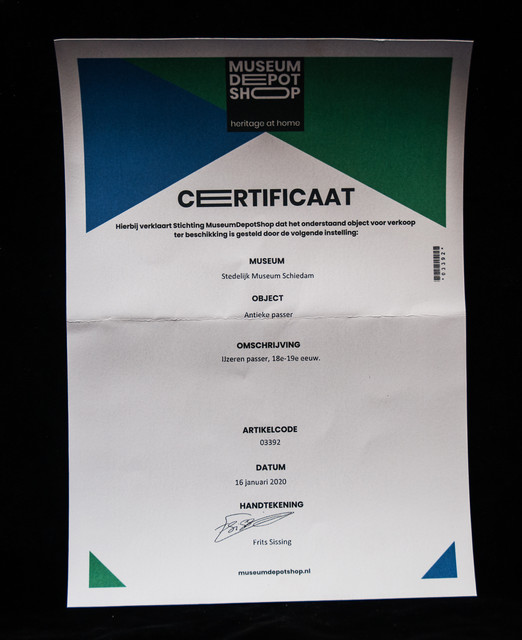 MUSEUM
DEPOT
SHOP
heritage at home
CERTIFICAAT
Hierbij verklaart Stichting MuseumDepotShop dat het onderstaand object voor verkoop
ter beschikking is gesteld door de volgende instelling:
MUSEUM
Stedelijk Museum Schiedam
*03392*
OBJECT
Antieke passer
OMSCHRIJVING
IJzeren passer, 18e-19e eeuw.
ARTIKELCODE
03392
DATUM
16 januari 2020
HANDTEKENING
Frits Sissing
museumdepotshop.nl